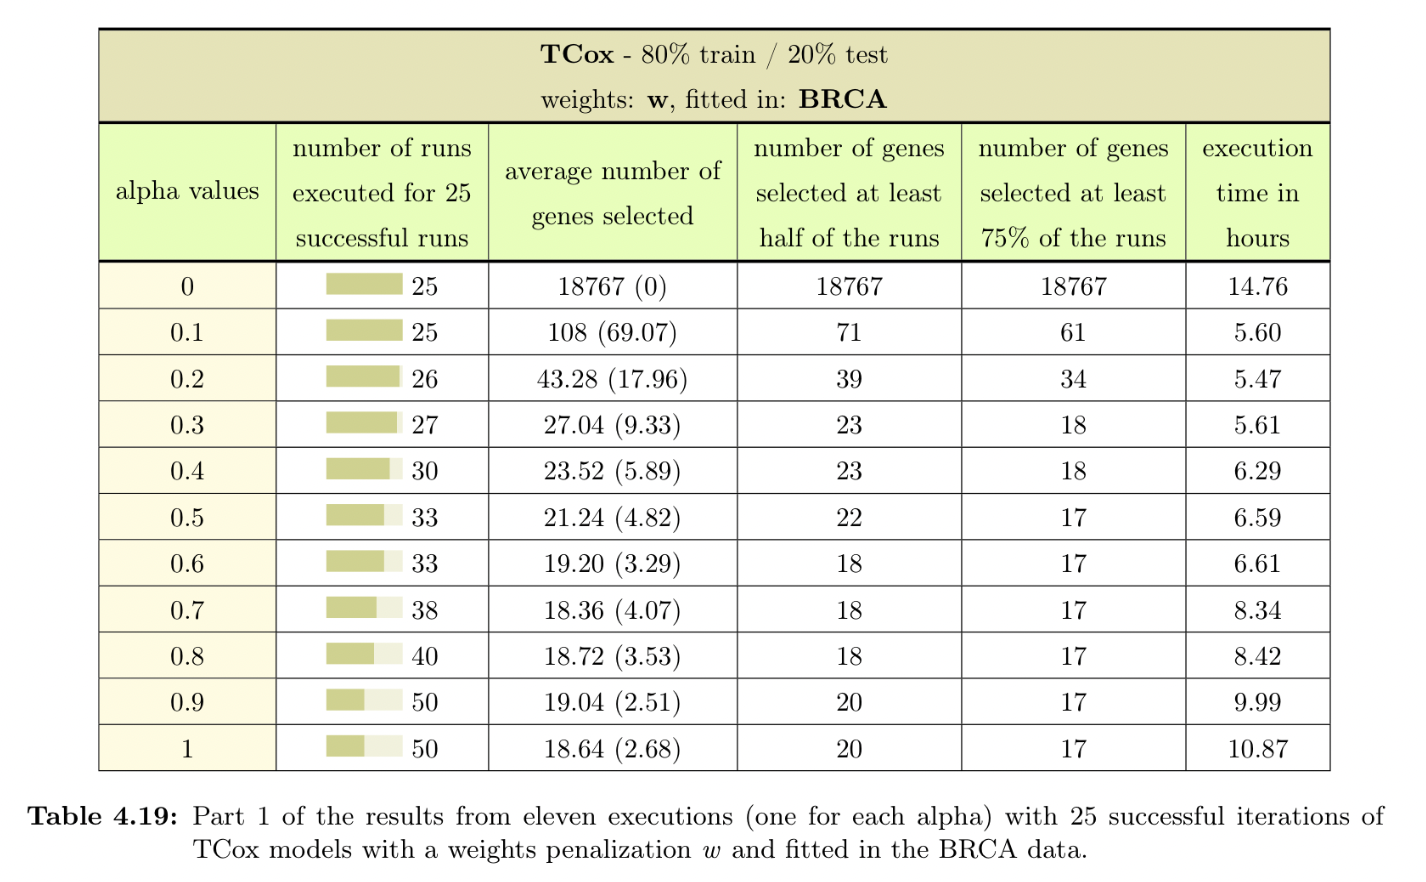 TCox - 80% train / 20% test
weights: w, fitted in: BRCA
alpha values
number of runs
executed for 25
successful runs
average number of
genes selected
number of genes
selected at least
half of the runs
number of genes
selected at least
75% of the runs
execution
time in
hours
0 25 18767 (0) 18767 18767 14.76
0.1 25 108 (69.07) 71 61 5.60
0.2 26 43.28 (17.96) 39 34 5.47
0.3 27 27.04 (9.33) 23 18 5.61
0.4 30 23.52 (5.89) 23 18 6.29
0.5 33 21.24 (4.82) 22 17 6.59
0.6 33 19.20 (3.29) 18 17 6.61
0.7 38 18.36 (4.07) 18 17 8.34
0.8 40 18.72 (3.53) 18 17 8.42
0.9 50 19.04 (2.51) 20 17 9.99
1 50 18.64 (2.68) 20 17 10.87
Table 4.19: Part 1 of the results from eleven executions (one for each alpha) with 25 successful iterations of
TCox models with a weights penalization w and fitted in the BRCA data.